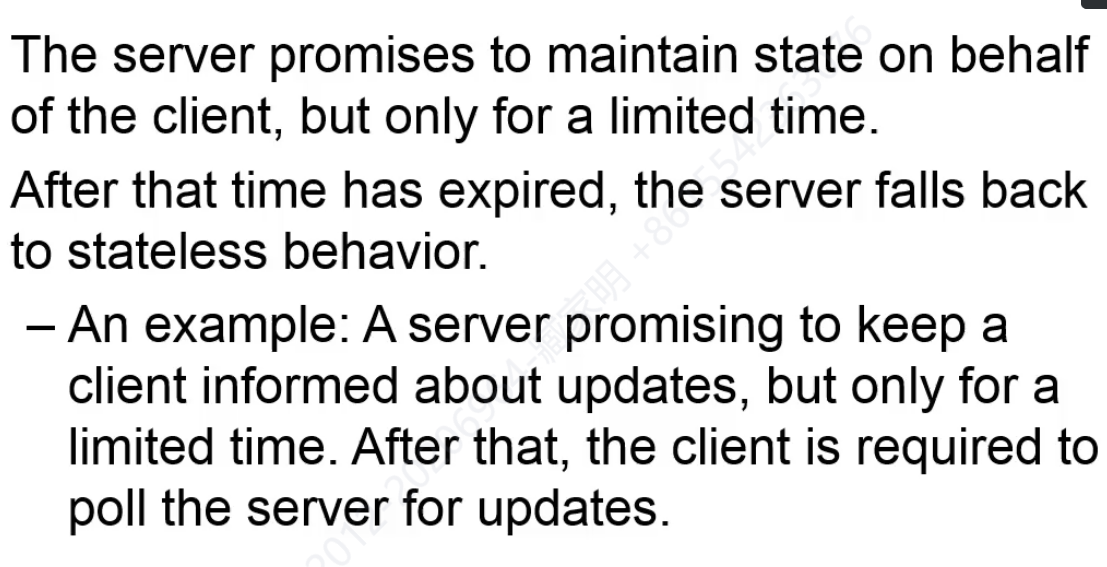 The server promises to maintain state on behalf
of the client, but only for a limited time.
After that time has expired, the server falls back
to stateless behavior.
– An example: A server promising to keep a
client informed about updates, but only for a
limited time. After that, the client is required to
poll the server for updates.